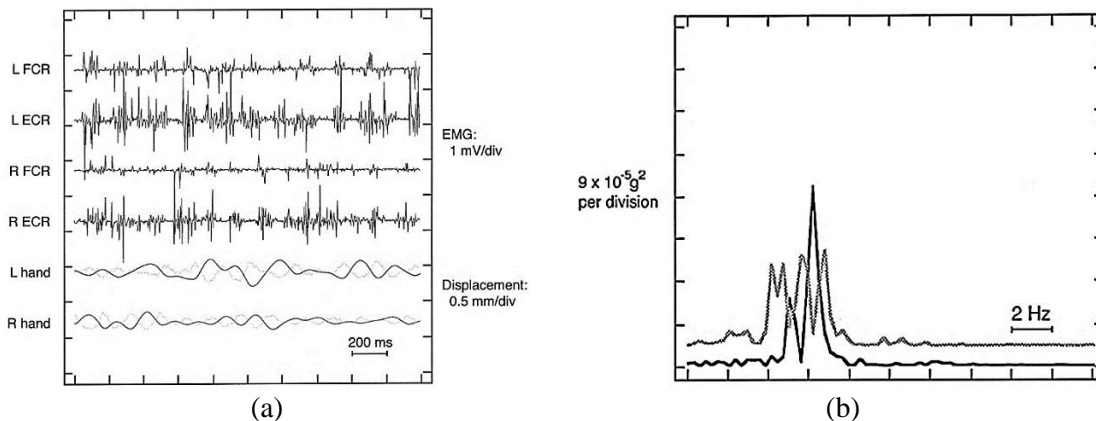 L FCR
L ECR
EMG:
1 mV/div
R FCR
R ECR
L hand
Displacement:
0.5 mm/div
R hand
200 ms
(a)
9 x 10⁻⁵g²
per division
2 Hz
(b)